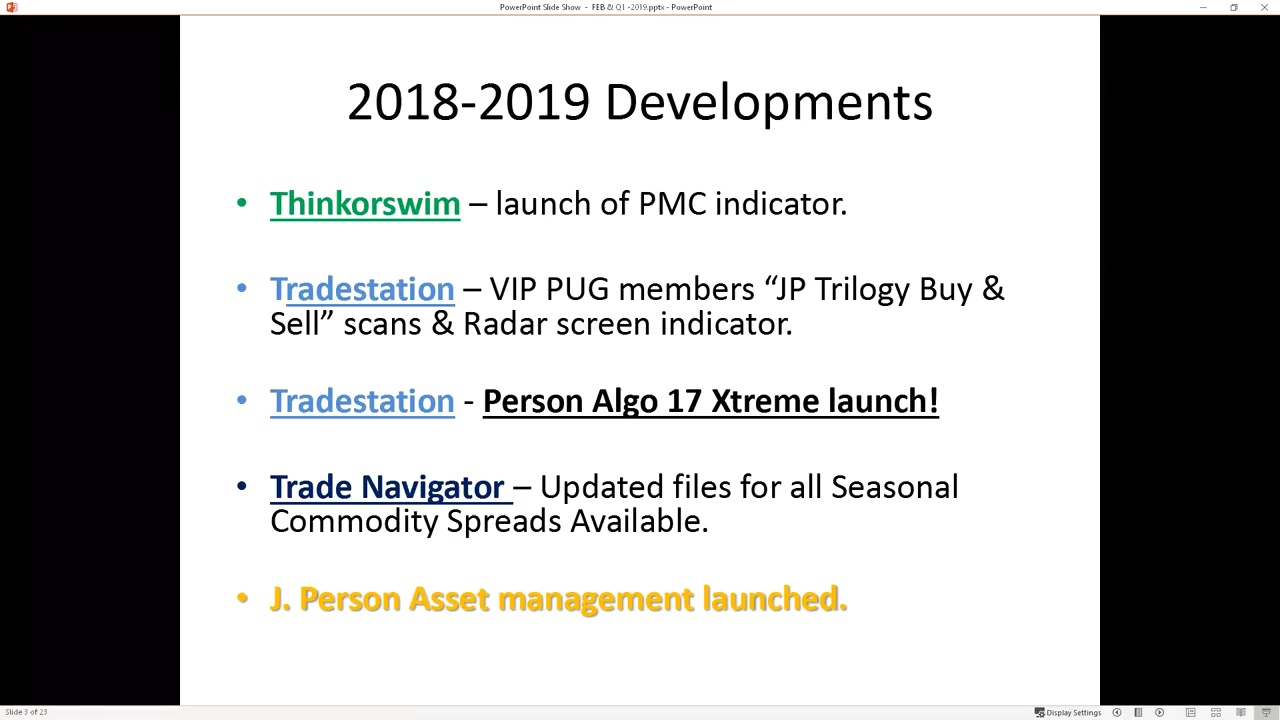 PowerPoint Slide Show - FEB & Q1 -2019.pptx - PowerPoint
2018-2019 Developments
• Thinkorswim – launch of PMC indicator.
• Tradestation – VIP PUG members “JP Trilogy Buy &
Sell” scans & Radar screen indicator.
• Tradestation - Person Algo 17 Xtreme launch!
• Trade Navigator – Updated files for all Seasonal
Commodity Spreads Available.
• J. Person Asset management launched.
Slide 3 of 23
Display Settings